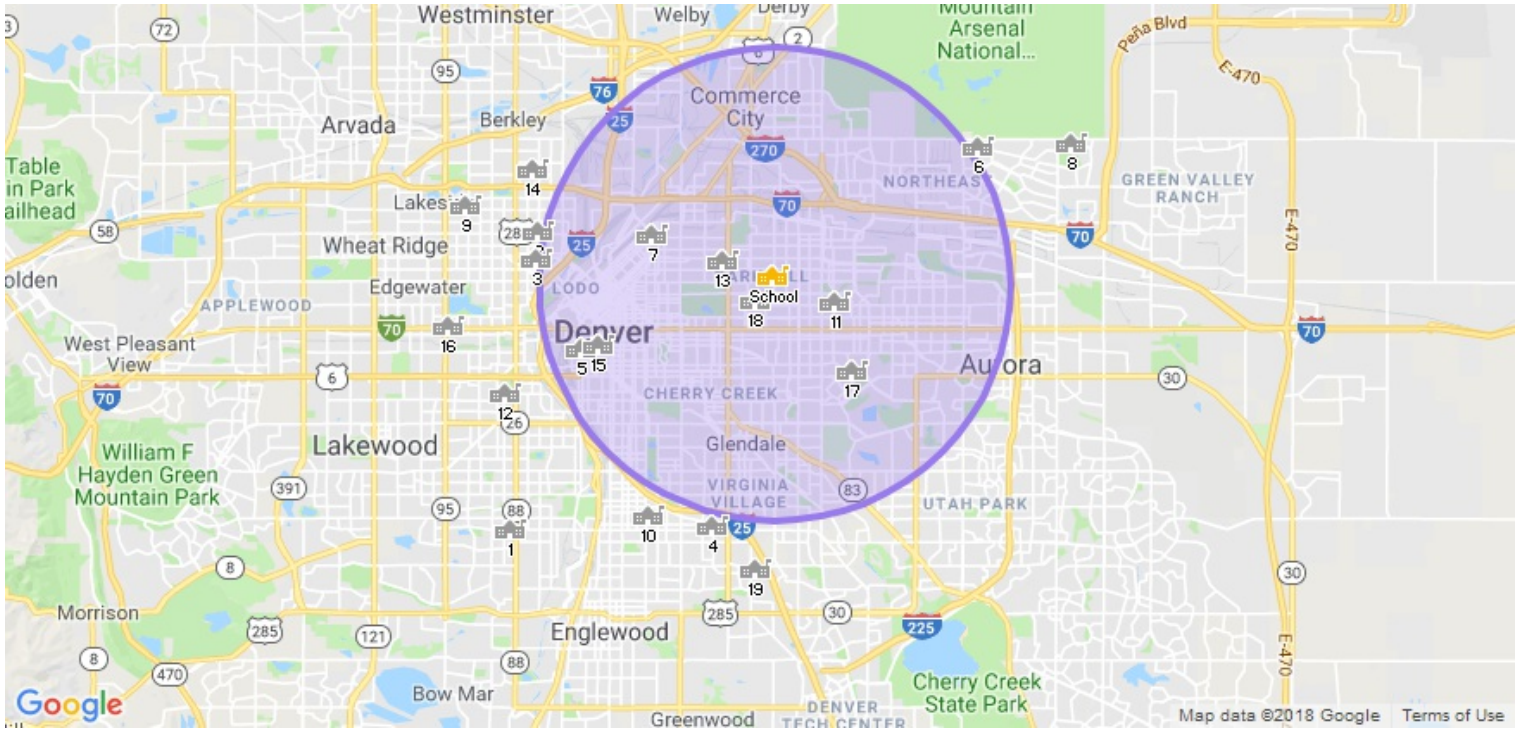 Westminster
Welby
Derby
Mountain
Arsenal
National...
Peña Blvd
3
72
2
6
E-470
95
76
25
Commerce
City
Arvada
Berkley
270
6
8
Table
in Park
ailhead
14
NORTHEAS
GREEN VALLEY
RANCH
Lakes
9
70
E-470
58
Wheat Ridge
28
25
7
70
olden
3
13
Edgewater
LODO
School
APPLEWOOD
18
11
70
16
Denver
70
West Pleasant
View
5
15
Aurora
6
17
30
70
12
CHERRY CREEK
26
Lakewood
Glendale
William F
Hayden Green
Mountain Park
391
VIRGINIA
VILLAGE
83
UTAH PARK
95
88
1
10
4
25
8
19
30
Morrison
285
30
285
121
Englewood
225
E-470
8
88
470
Cherry Creek
State Park
Bow Mar
Google
Greenwood
DENVER
TECH CENTER
Map data ©2018 Google
Terms of Use